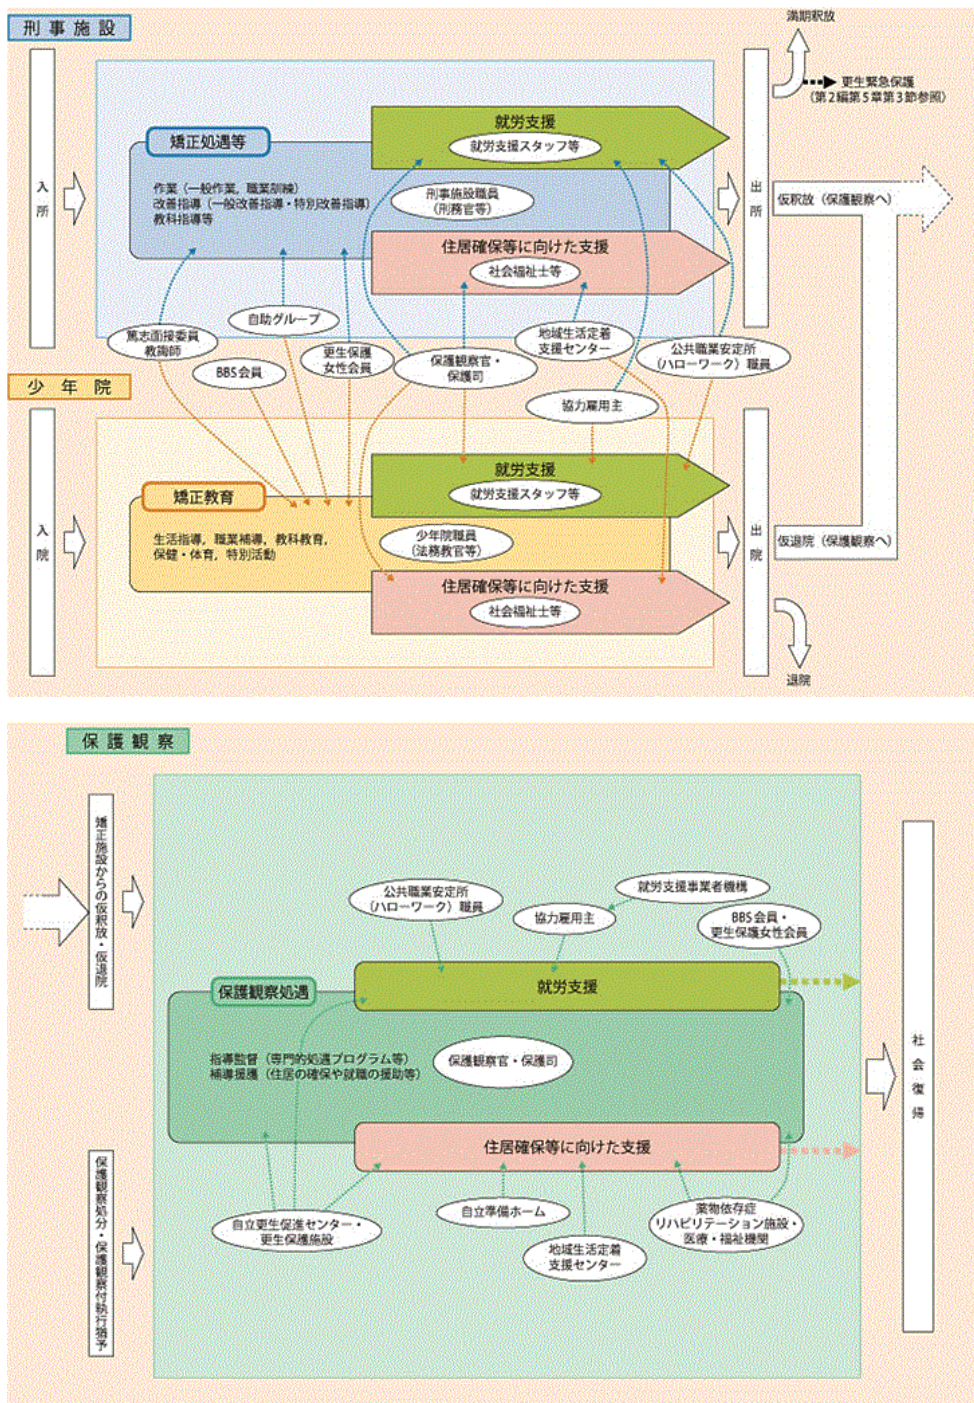 刑事施設
満期釈放
更生緊急保護
(第2編第5章第3節参照)
入所
矯正処遇等
作業(一般作業,職業訓練)
改善指導(一般改善指導・特別改善指導)
教科指導等
就労支援
就労支援スタッフ等
刑事施設職員
(刑務官等)
住居確保等に向けた支援
社会福祉士等
出所
仮釈放(保護観察へ)
篤志面接委員
教誨師
自助グループ
BBS会員
更生保護
女性会員
保護観察官・
保護司
地域生活定着
支援センター
公共職業安定所
(ハローワーク)職員
協力雇用主
少年院
入院
矯正教育
生活指導,職業補導,教科教育,
保健・体育,特別活動
就労支援
就労支援スタッフ等
少年院職員
(法務教官等)
住居確保等に向けた支援
社会福祉士等
出院
仮退院(保護観察へ)
退院
保護観察
矯正施設からの仮釈放・仮退院
公共職業安定所
(ハローワーク)職員
就労支援事業者機構
協力雇用主
BBS会員・
更生保護女性会員
就労支援
保護観察処遇
指導監督(専門的処遇プログラム等)
補導援護(住居の確保や就職の援助等)
保護観察官・保護司
住居確保等に向けた支援
社会復帰
保護観察処分・保護観察付執行猶予
自立更生促進センター・
更生保護施設
自立準備ホーム
地域生活定着
支援センター
薬物依存症
リハビリテーション施設・
医療・福祉機関